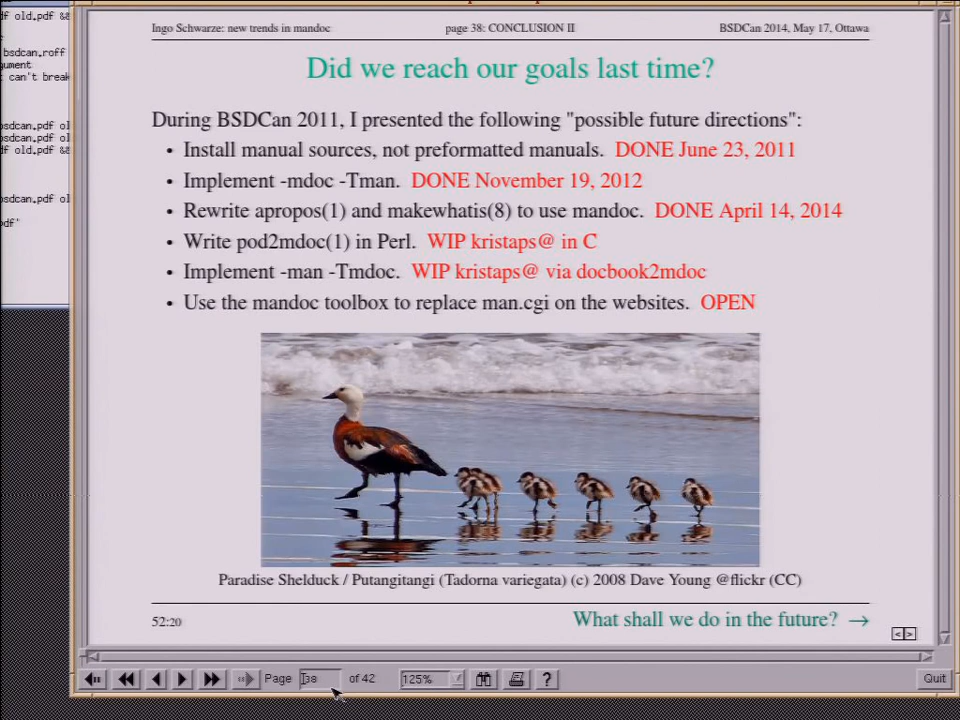 df old.pdf &&
bsdcan.roff
gument
can't break
sdcan.pdf ol
sdcan.pdf ol
df old.pdf &&
sdcan.pdf ol
pdf'
Ingo Schwarze: new trends in mandoc
page 38: CONCLUSION II
BSDCan 2014, May 17, Ottawa
Did we reach our goals last time?
During BSDCan 2011, I presented the following "possible future directions":
• Install manual sources, not preformatted manuals. DONE June 23, 2011
• Implement -mdoc -Tman. DONE November 19, 2012
• Rewrite apropos(1) and makewhatis(8) to use mandoc. DONE April 14, 2014
• Write pod2mdoc(1) in Perl. WIP kristaps@ in C
• Implement -man -Tmdoc. WIP kristaps@ via docbook2mdoc
• Use the mandoc toolbox to replace man.cgi on the websites. OPEN
Paradise Shelduck / Putangitangi (Tadorna variegata) (c) 2008 Dave Young @flickr (CC)
52:20
What shall we do in the future? →
Page 38 of 42
125%
?
Quit